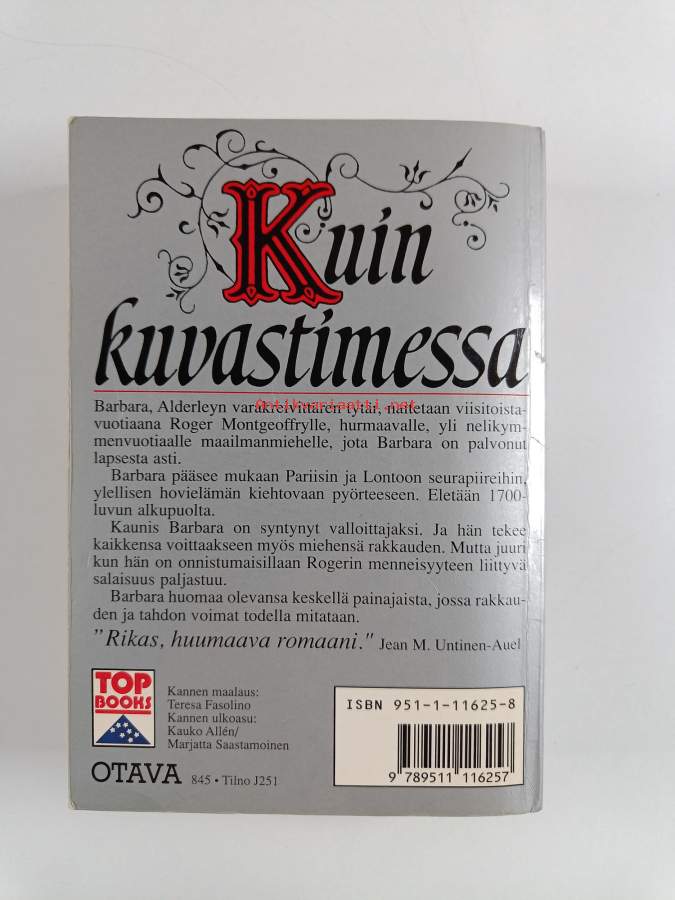 Kuin
kuvastimessa
Antikvariaatti.net
Barbara, Alderleyn varakreivittären tytär, naitetaan viisitoista-
vuotiaana Roger Montgeoffrylle, hurmaavalle, yli nelikym-
menvuotiaalle maailmanmiehelle, jota Barbara on palvonut
lapsesta asti.
Barbara pääsee mukaan Pariisin ja Lontoon seurapiireihin,
ylellisen hovielämän kiehtovaan pyörteeseen. Eletään 1700-
luvun alkupuolta.
Kaunis Barbara on syntynyt valloittajaksi. Ja hän tekee
kaikkensa voittaakseen myös miehensä rakkauden. Mutta juuri
kun hän on onnistumaisillaan Rogerin menneisyyteen liittyvä
salaisuus paljastuu.
Barbara huomaa olevansa keskellä painajaista, jossa rakkau-
den ja tahdon voimat todella mitataan.
"Rikas, huumaava romaani." Jean M. Untinen-Auel
TOP
BOOKS
Kannen maalaus:
Teresa Fasolino
Kannen ulkoasu:
Kauko Allén/
Marjatta Saastamoinen
OTAVA 845 • Tilno J251
ISBN 951-1-11625-8
9 789511 116257